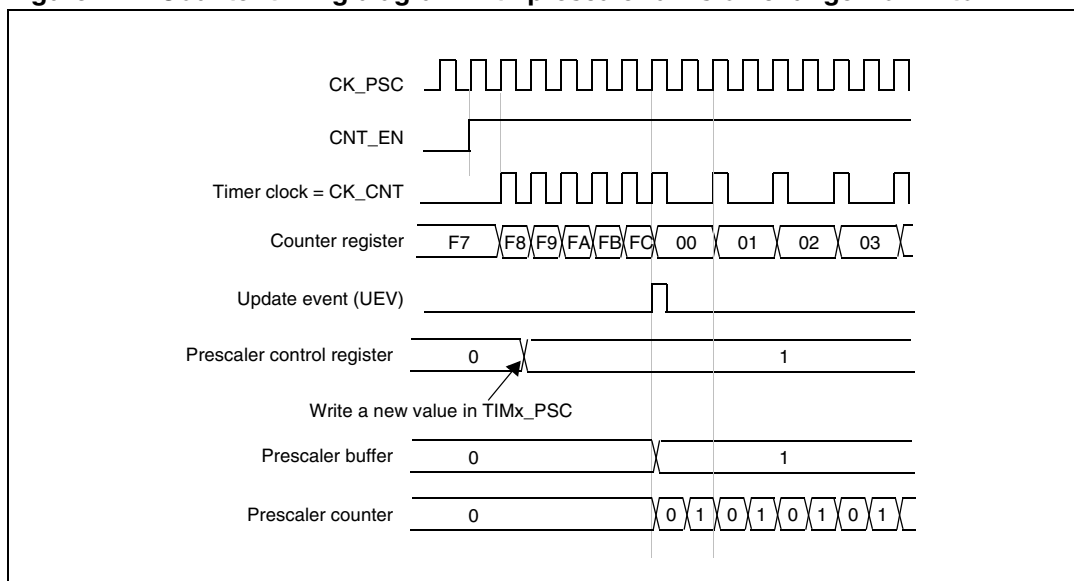 CK_PSC
CNT_EN
Timer clock = CK_CNT
Counter register F7 F8 F9 FA FB FC 00 01 02 03
Update event (UEV)
Prescaler control register 0 1
Write a new value in TIMx_PSC
Prescaler buffer 0 1
Prescaler counter 0 0 1 0 1 0 1 0 1